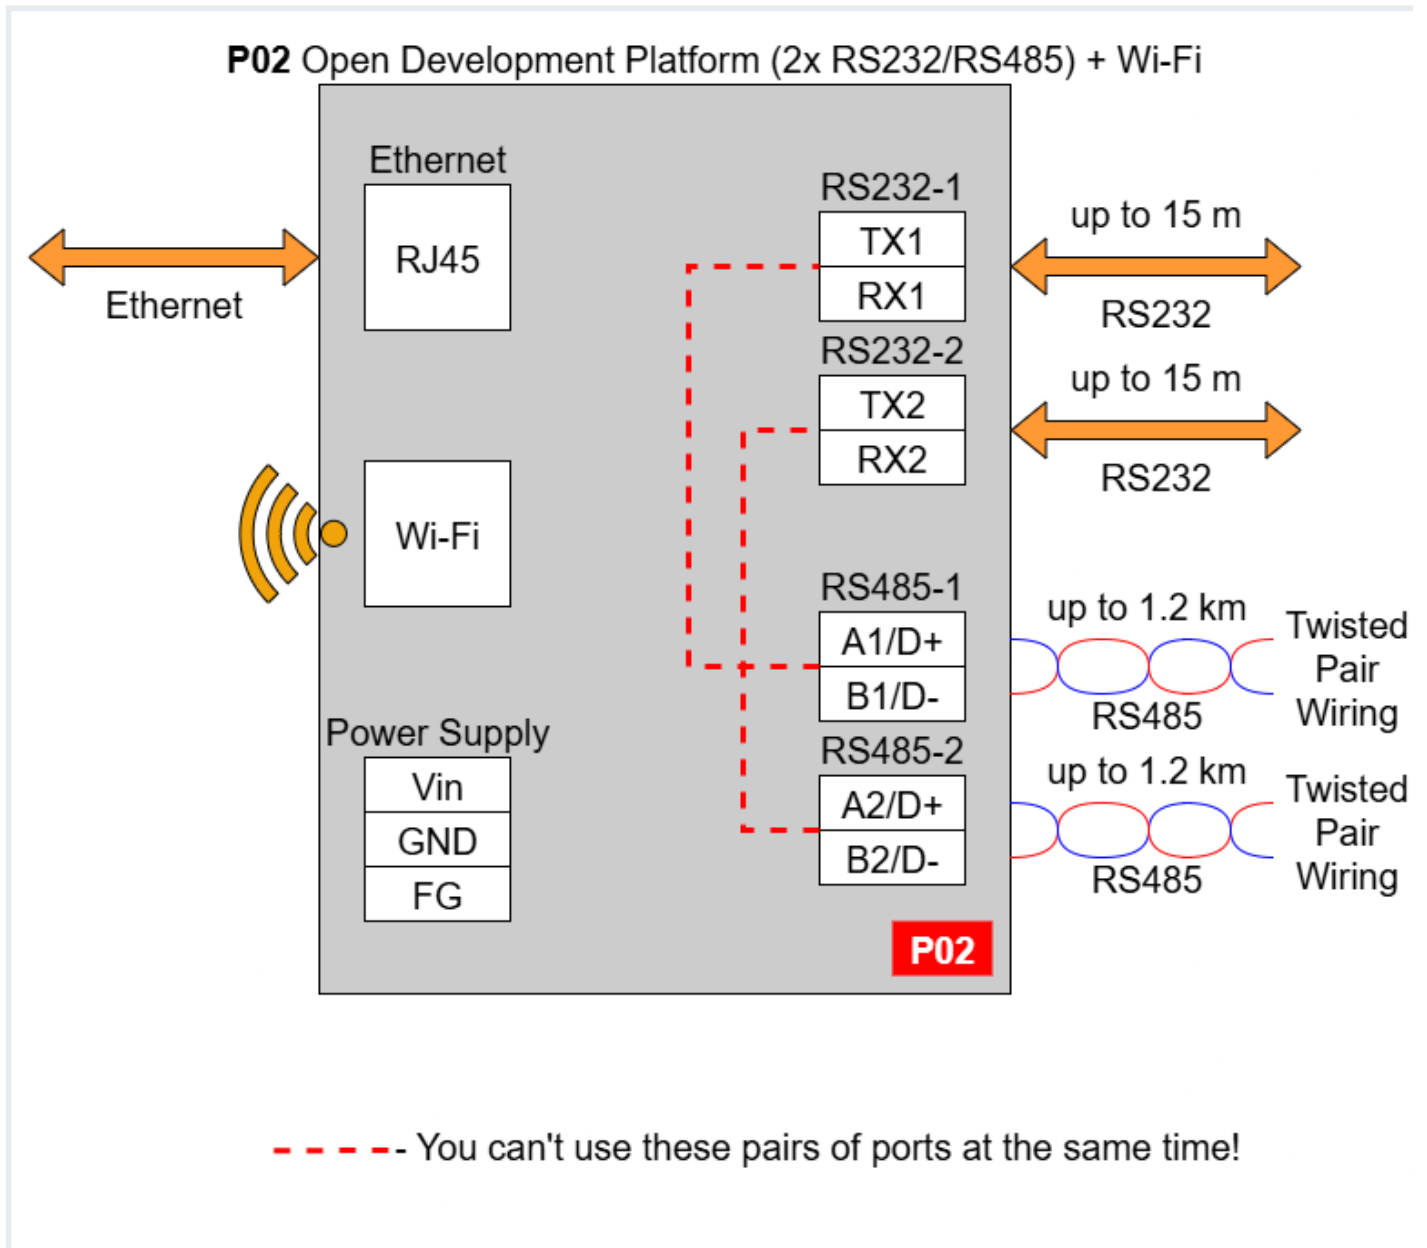 P02 Open Development Platform (2x RS232/RS485) + Wi-Fi
Ethernet
RJ45
Ethernet
Wi-Fi
Power Supply
Vin
GND
FG
RS232-1
TX1
RX1
up to 15 m
RS232
RS232-2
TX2
RX2
up to 15 m
RS232
RS485-1
A1/D+
B1/D-
up to 1.2 km
RS485
Twisted
Pair
Wiring
RS485-2
A2/D+
B2/D-
up to 1.2 km
RS485
Twisted
Pair
Wiring
P02
- You can't use these pairs of ports at the same time!